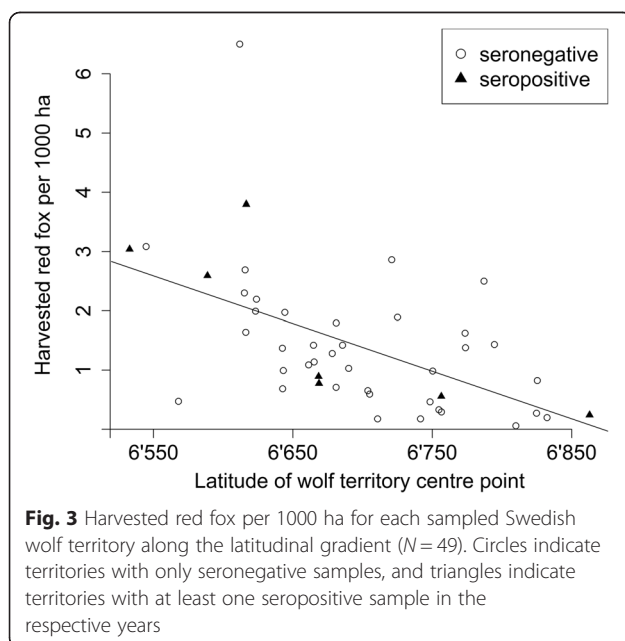 seronegative
seropositive
Harvested red fox per 1000 ha
6
5
4
3
2
1
6'550
6'650
6'750
6'850
Latitude of wolf territory centre point
Fig. 3 Harvested red fox per 1000 ha for each sampled Swedish
wolf territory along the latitudinal gradient (N = 49). Circles indicate
territories with only seronegative samples, and triangles indicate
territories with at least one seropositive sample in the
respective years